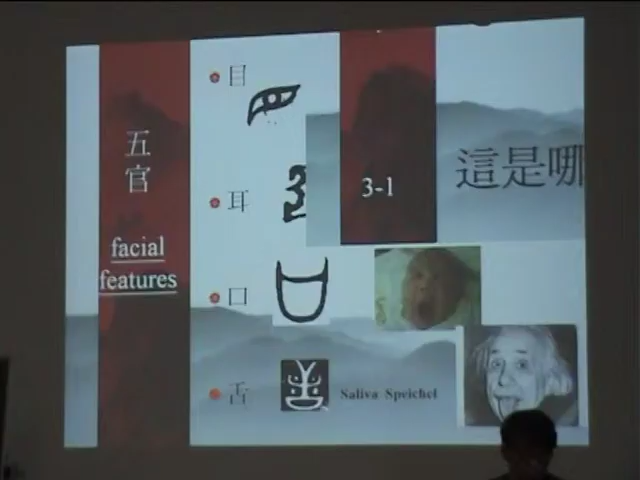 五
官
facial
features
目
耳
口
舌
Saliva Speichel
3-1
這是哪